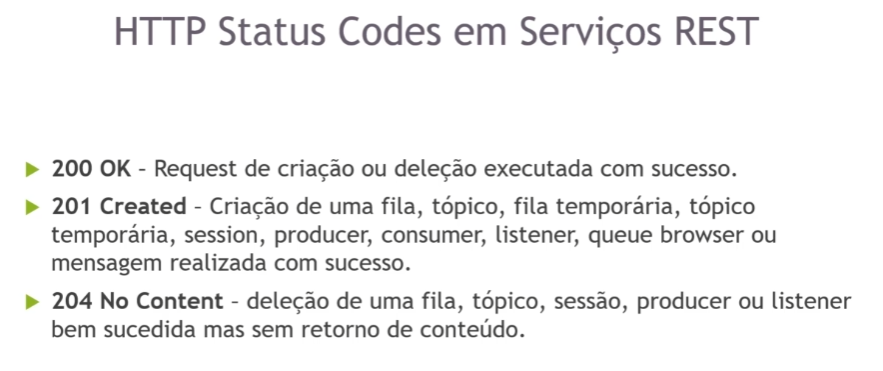 HTTP Status Codes em Serviços REST
200 OK – Request de criação ou deleção executada com sucesso.
201 Created – Criação de uma fila, tópico, fila temporária, tópico
temporária, session, producer, consumer, listener, queue browser ou
mensagem realizada com sucesso.
204 No Content – deleção de uma fila, tópico, sessão, producer ou listener
bem sucedida mas sem retorno de conteúdo.